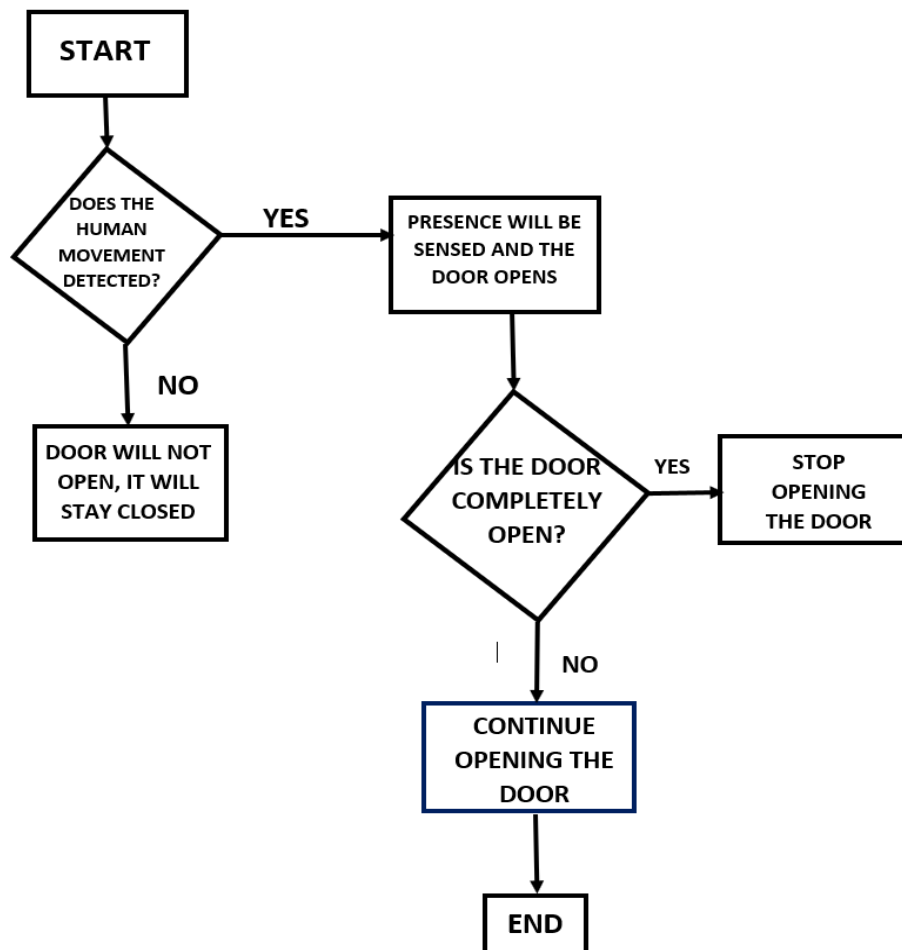 START
DOES THE
HUMAN
MOVEMENT
DETECTED?
YES
PRESENCE WILL BE
SENSED AND THE
DOOR OPENS
NO
DOOR WILL NOT
OPEN, IT WILL
STAY CLOSED
IS THE DOOR
COMPLETELY
OPEN?
YES
STOP
OPENING
THE DOOR
NO
CONTINUE
OPENING THE
DOOR
END